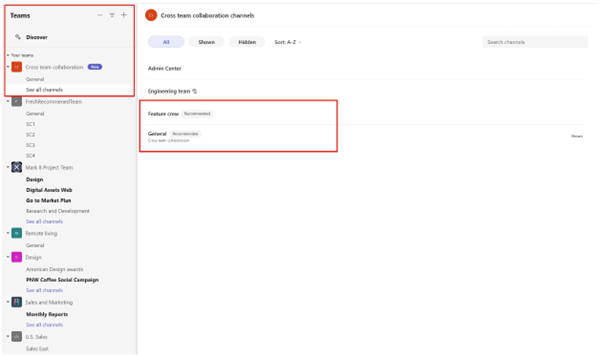 Teams
Discover
Your teams
Cross team collaboration New
General
See all channels
FreshRecommenedTeam
General
SC1
SC2
SC3
SC4
Mark 8 Project Team
Design
Digital Assets Web
Go to Market Plan
Research and Development
See all channels
Remote living
General
Design
American Design awards
PNW Coffee Social Campaign
See all channels
Sales and Marketing
Monthly Reports
See all channels
U.S. Sales
Sales East
Cross team collaboration channels
All Shown Hidden Sort: A-Z Search channels
Admin Center
Engineering team
Feature crew Recommended
General Recommended Shown
Cross team collaboration